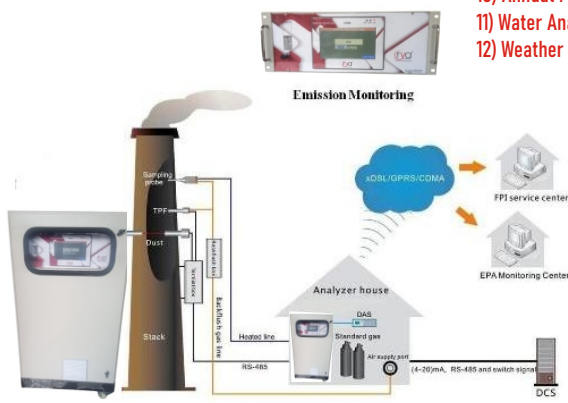 11) Water Ana
12) Weather
Emission Monitoring
Sampling
probe
TPF
Dust
Stack
Backflush gas line
Heated line
RS-485
xDSL/GPRS/CDMA
FPI service center
EPA Monitoring Center
Analyzer house
DAS
Standard gas
Air supply port
(4~20)mA, RS-485 and switch signal
DCS